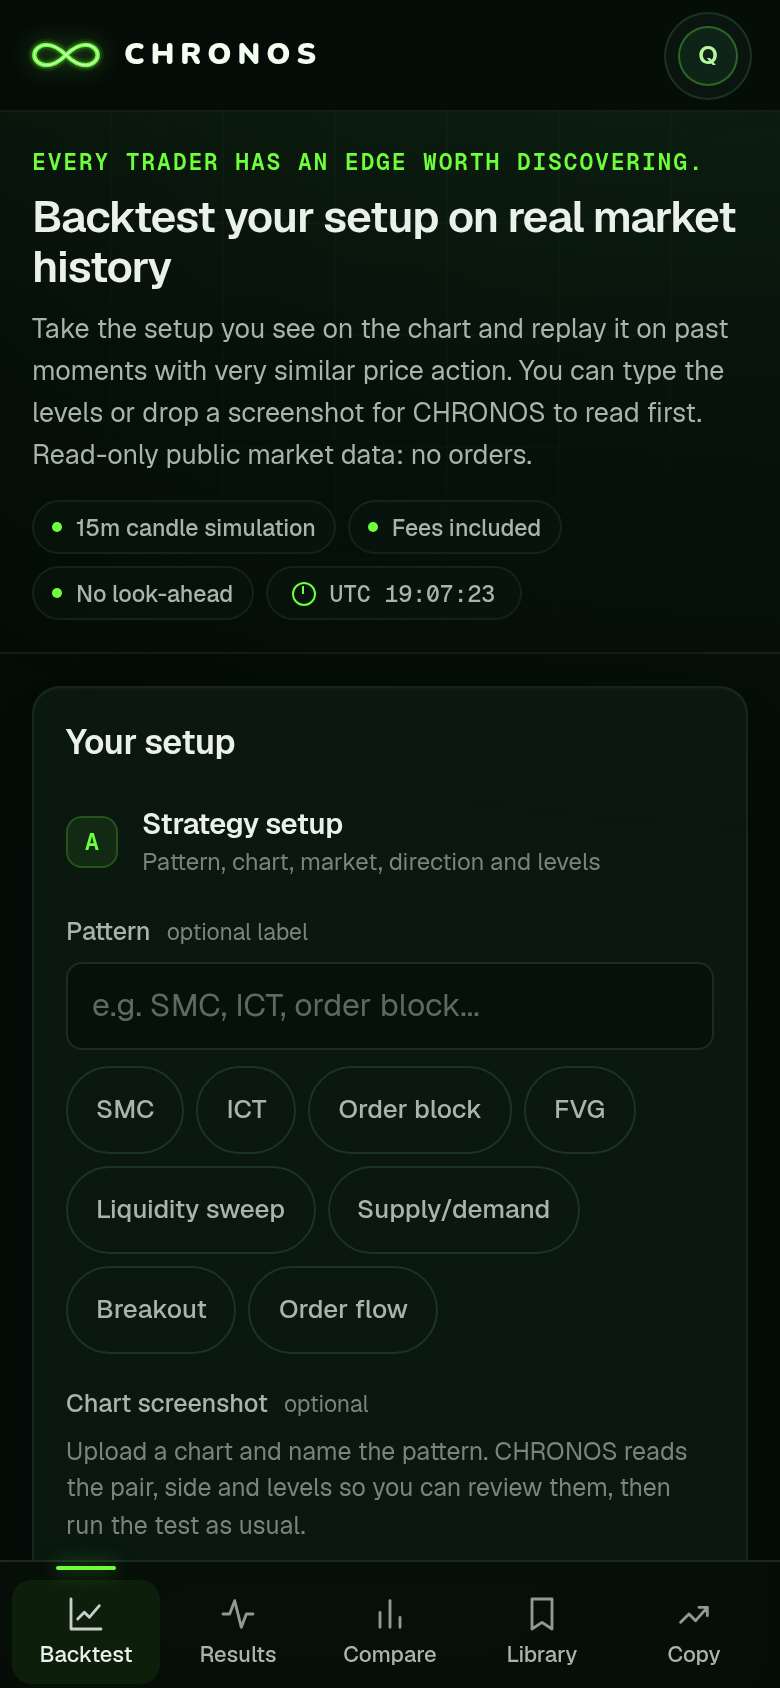 CHRONOS
Q
EVERY TRADER HAS AN EDGE WORTH DISCOVERING.
Backtest your setup on real market
history
Take the setup you see on the chart and replay it on past
moments with very similar price action. You can type the
levels or drop a screenshot for CHRONOS to read first.
Read-only public market data: no orders.
15m candle simulation
Fees included
No look-ahead
UTC 19:07:23
Your setup
A
Strategy setup
Pattern, chart, market, direction and levels
Pattern optional label
e.g. SMC, ICT, order block...
SMC
ICT
Order block
FVG
Liquidity sweep
Supply/demand
Breakout
Order flow
Chart screenshot optional
Upload a chart and name the pattern. CHRONOS reads
the pair, side and levels so you can review them, then
run the test as usual.
Backtest
Results
Compare
Library
Copy